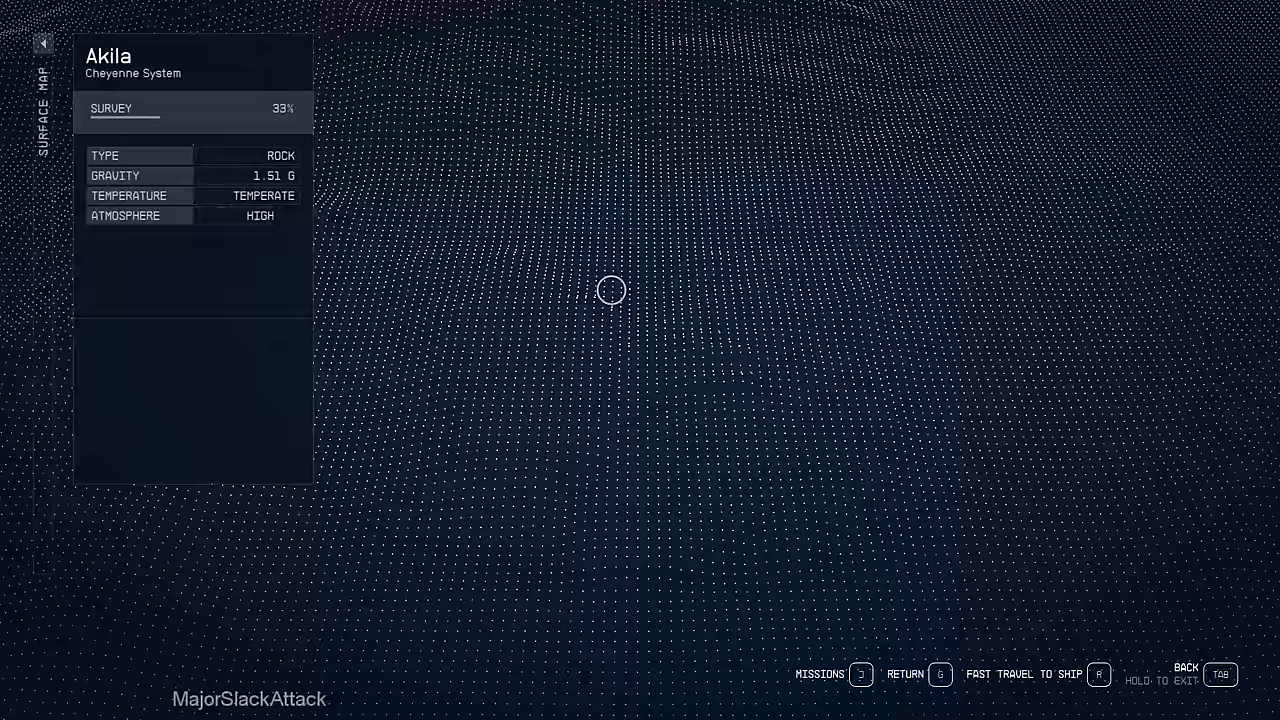 Akila
Cheyenne System
SURVEY 33%
SURFACE MAP
TYPE ROCK
GRAVITY 1.51 G
TEMPERATURE TEMPERATE
ATMOSPHERE HIGH
MISSIONS J RETURN G FAST TRAVEL TO SHIP R BACK TAB
HOLD TO EXIT
MajorSlackAttack